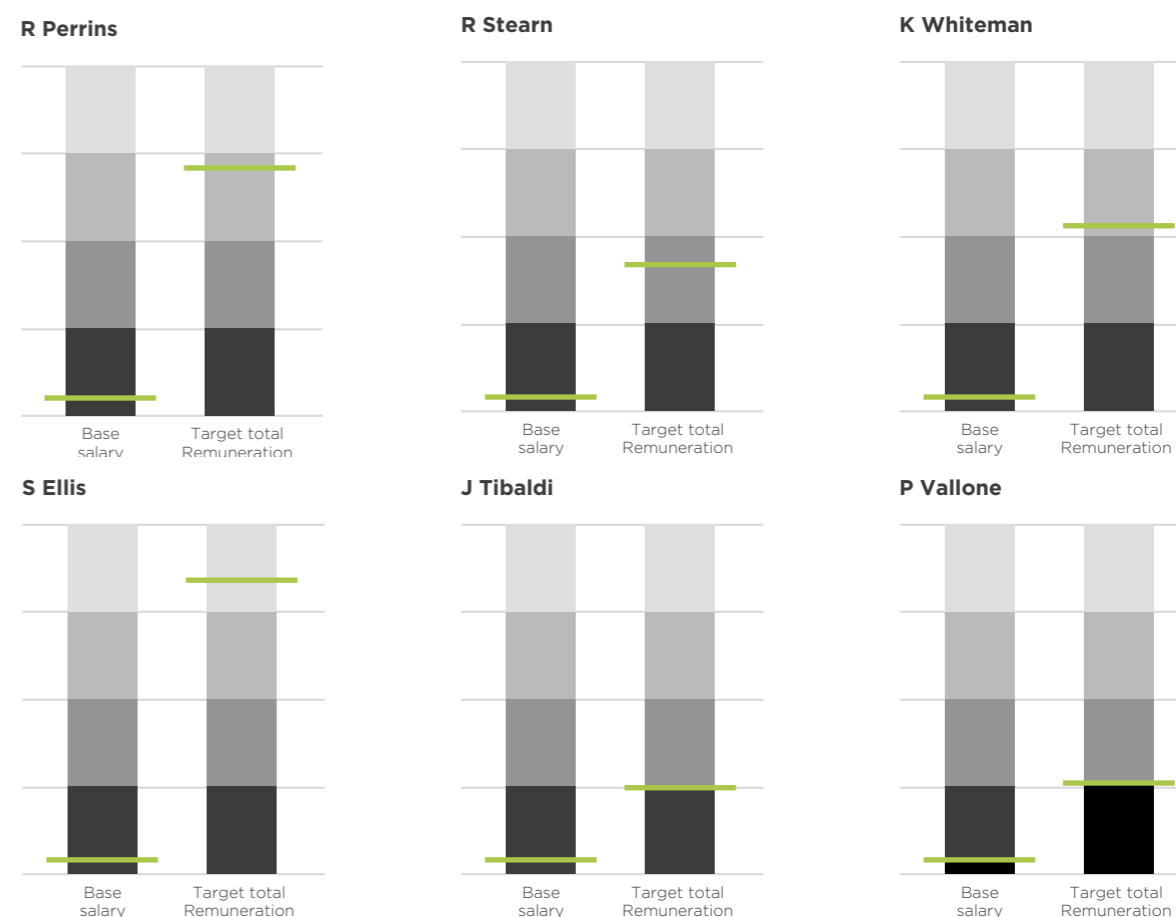 R Perrins
R Stearn
K Whiteman
Base
salary
Target total
Remuneration
Base
salary
Target total
Remuneration
Base
salary
Target total
Remuneration
S Ellis
J Tibaldi
P Vallone
Base
salary
Target total
Remuneration
Base
salary
Target total
Remuneration
Base
salary
Target total
Remuneration